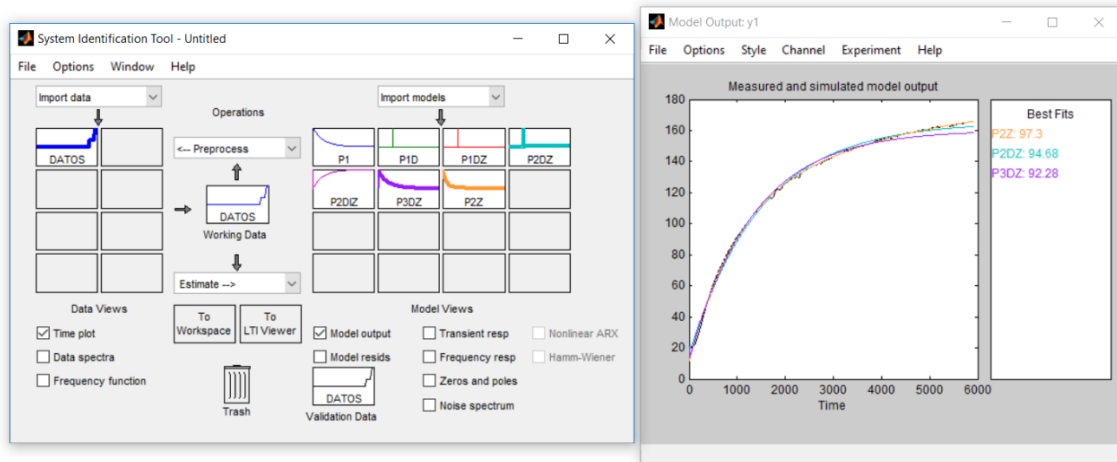 System Identification Tool - Untitled
File Options Window Help
Import data
Operations
Import models
DATOS
<-- Preprocess
P1
P1D
P1DZ
P2DZ
DATOS
Working Data
P2DIZ
P3DZ
P2Z
Estimate -->
Data Views
To Workspace
To LTI Viewer
Model Views
Time plot
Data spectra
Frequency function
Trash
Model output
Model resids
DATOS
Validation Data
Transient resp
Frequency resp
Zeros and poles
Noise spectrum
Nonlinear ARX
Hamm-Wiener
Model Output: y1
File Options Style Channel Experiment Help
Measured and simulated model output
180
160
140
120
100
80
60
40
20
0
0 1000 2000 3000 4000 5000 6000
Time
Best Fits
P2Z: 97.3
P2DZ: 94.68
P3DZ: 92.28